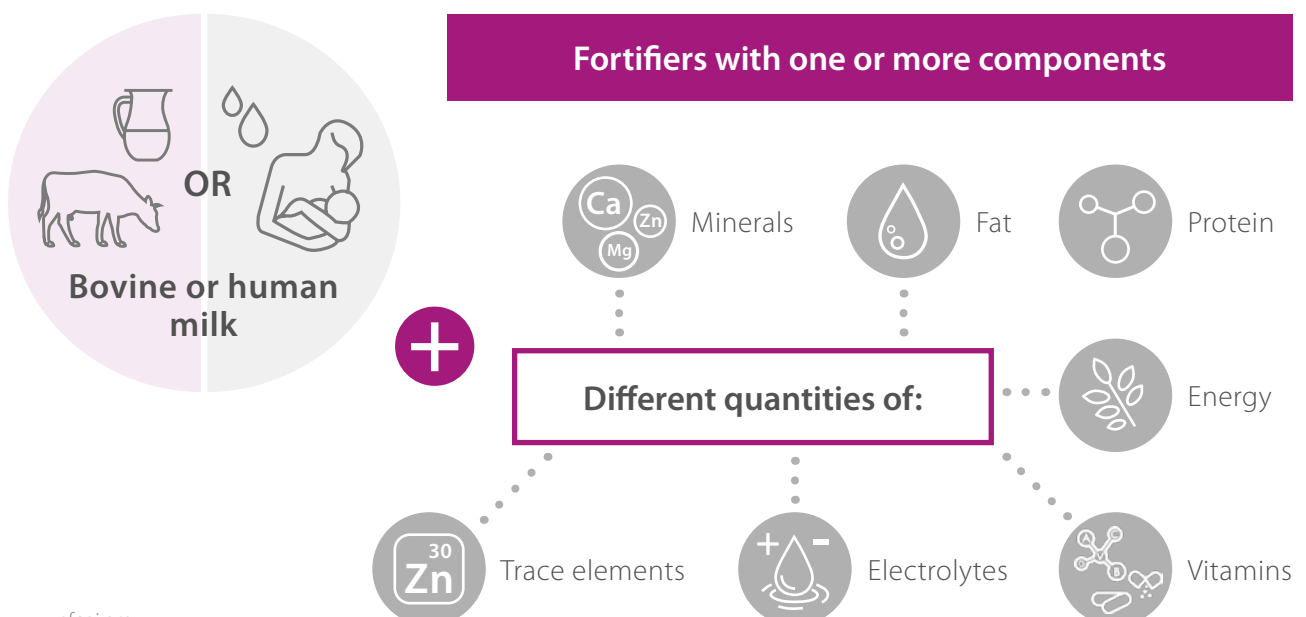 Fortifiers with one or more components
OR
Bovine or human
milk
Ca
Zn
Mg
Minerals
Fat
Protein
Different quantities of:
Energy
30
Zn
Trace elements
Electrolytes
Vitamins